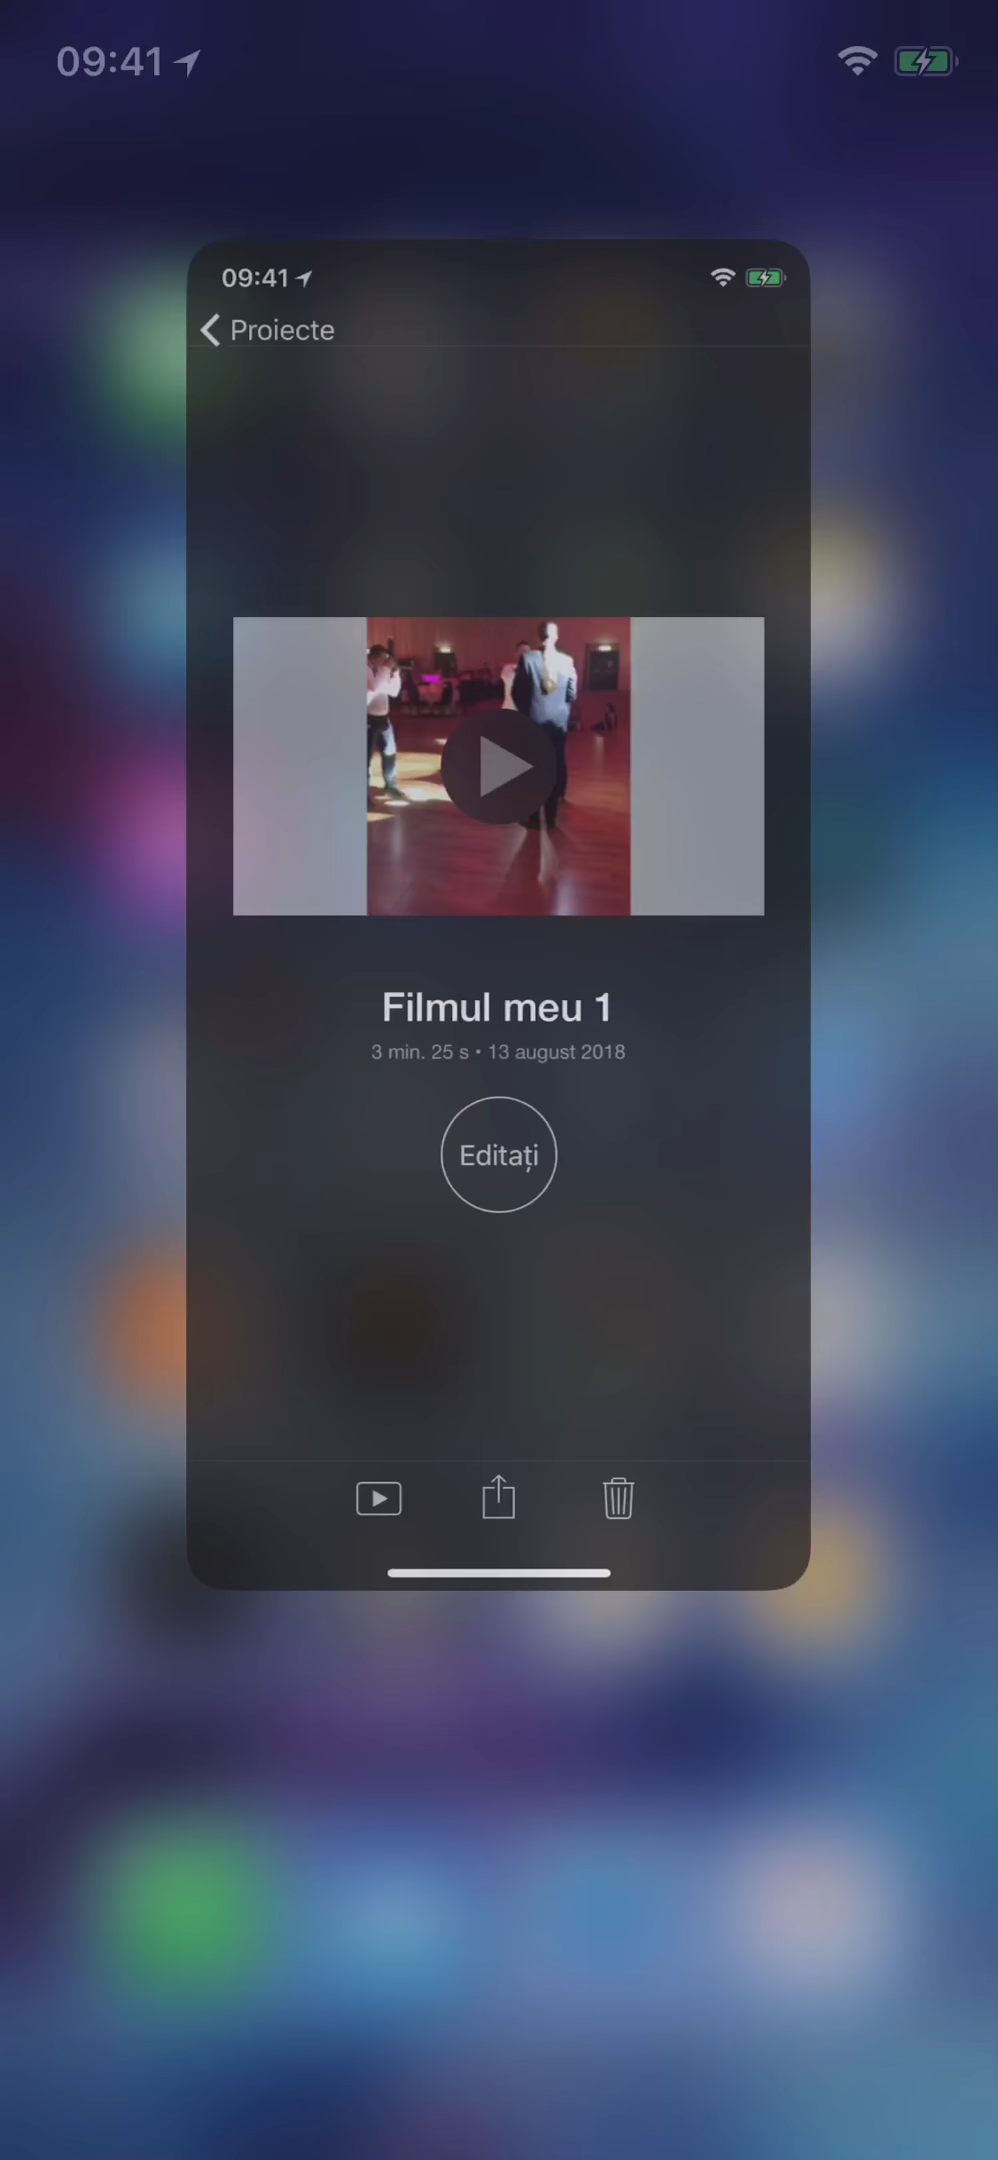 09:41
09:41
Proiecte
Filmul meu 1
3 min. 25 s • 13 august 2018
Editați